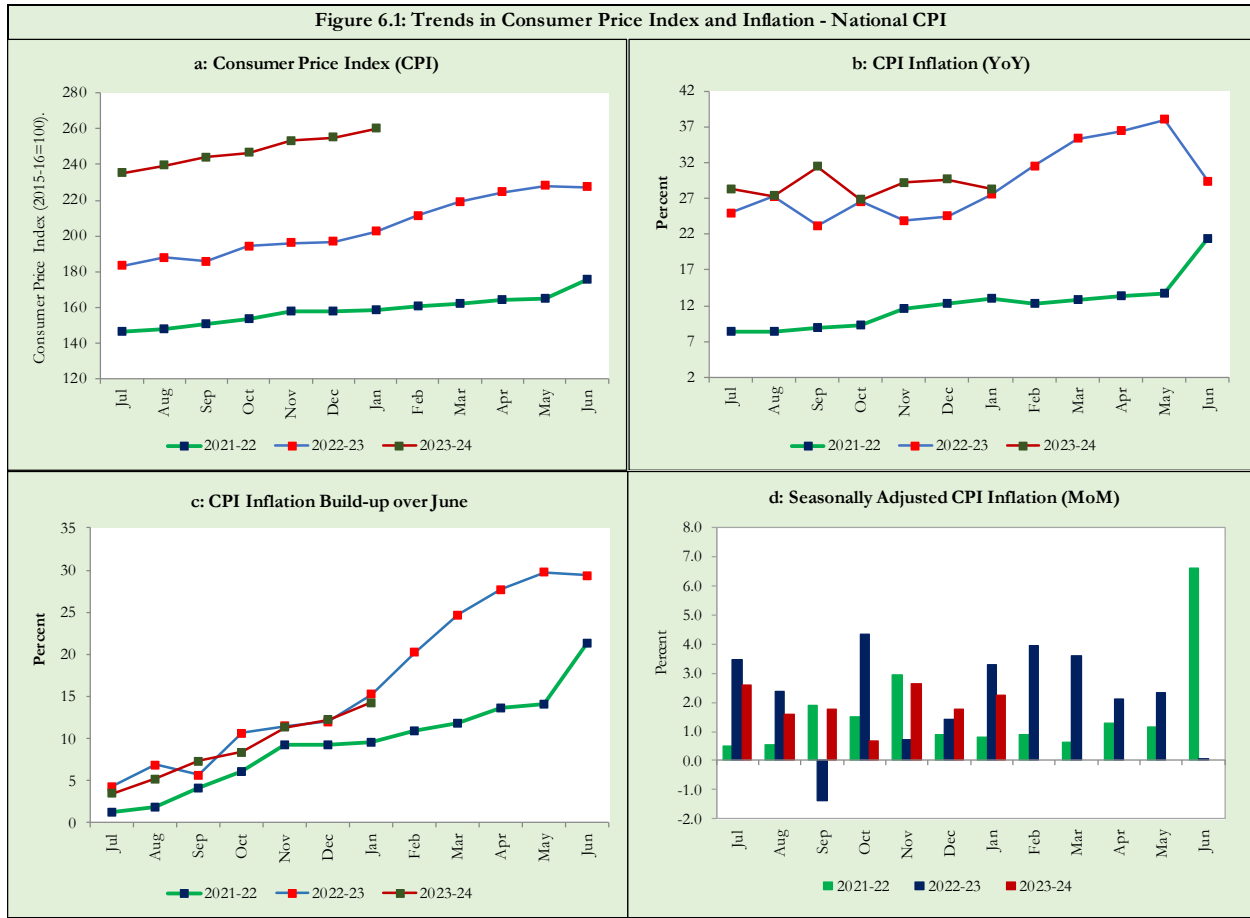 Figure 6.1: Trends in Consumer Price Index and Inflation - National CPI
a: Consumer Price Index (CPI)
Consumer Price Index (2015-16=100).
280
260
240
220
200
180
160
140
120
Jul
Aug
Sep
Oct
Nov
Dec
Jan
Feb
Mar
Apr
May
Jun
2021-22 2022-23 2023-24
b: CPI Inflation (YoY)
Percent
42
37
32
27
22
17
12
7
2
Jul
Aug
Sep
Oct
Nov
Dec
Jan
Feb
Mar
Apr
May
Jun
2021-22 2022-23 2023-24
c: CPI Inflation Build-up over June
Percent
35
30
25
20
15
10
5
0
Jul
Aug
Sep
Oct
Nov
Dec
Jan
Feb
Mar
Apr
May
Jun
2021-22 2022-23 2023-24
d: Seasonally Adjusted CPI Inflation (MoM)
Percent
8.0
7.0
6.0
5.0
4.0
3.0
2.0
1.0
0.0
-1.0
-2.0
Jul
Aug
Sep
Oct
Nov
Dec
Jan
Feb
Mar
Apr
May
Jun
2021-22 2022-23 2023-24